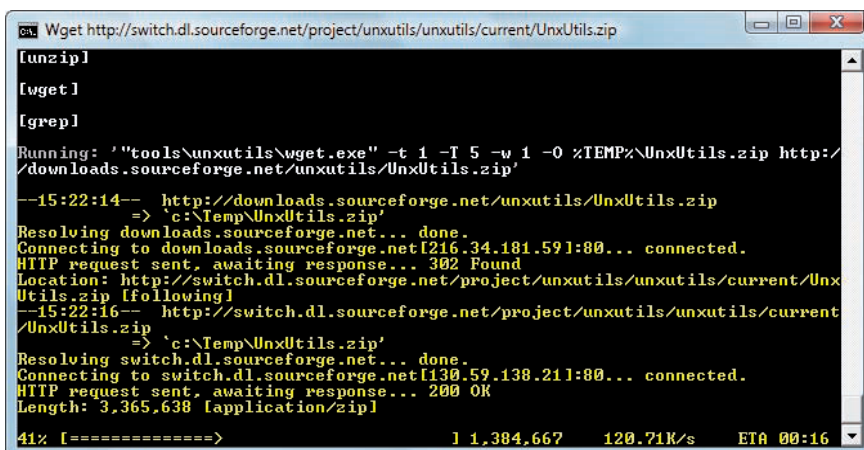 Wget http://switch.dl.sourceforge.net/project/unxutils/unxutils/current/UnxUtils.zip
[unzip]
[wget]
[grep]
Running: '"tools\unxutils\wget.exe" -t 1 -T 5 -w 1 -O %TEMP%\UnxUtils.zip http:/
/downloads.sourceforge.net/unxutils/UnxUtils.zip'
--15:22:14--  http://downloads.sourceforge.net/unxutils/UnxUtils.zip
           => `c:\Temp\UnxUtils.zip'
Resolving downloads.sourceforge.net... done.
Connecting to downloads.sourceforge.net[216.34.181.59]:80... connected.
HTTP request sent, awaiting response... 302 Found
Location: http://switch.dl.sourceforge.net/project/unxutils/unxutils/current/Unx
Utils.zip [following]
--15:22:16--  http://switch.dl.sourceforge.net/project/unxutils/unxutils/current
/UnxUtils.zip
           => `c:\Temp\UnxUtils.zip'
Resolving switch.dl.sourceforge.net... done.
Connecting to switch.dl.sourceforge.net[130.59.138.21]:80... connected.
HTTP request sent, awaiting response... 200 OK
Length: 3,365,638 [application/zip]
41% [==============>                       ] 1,384,667    120.71K/s    ETA 00:16